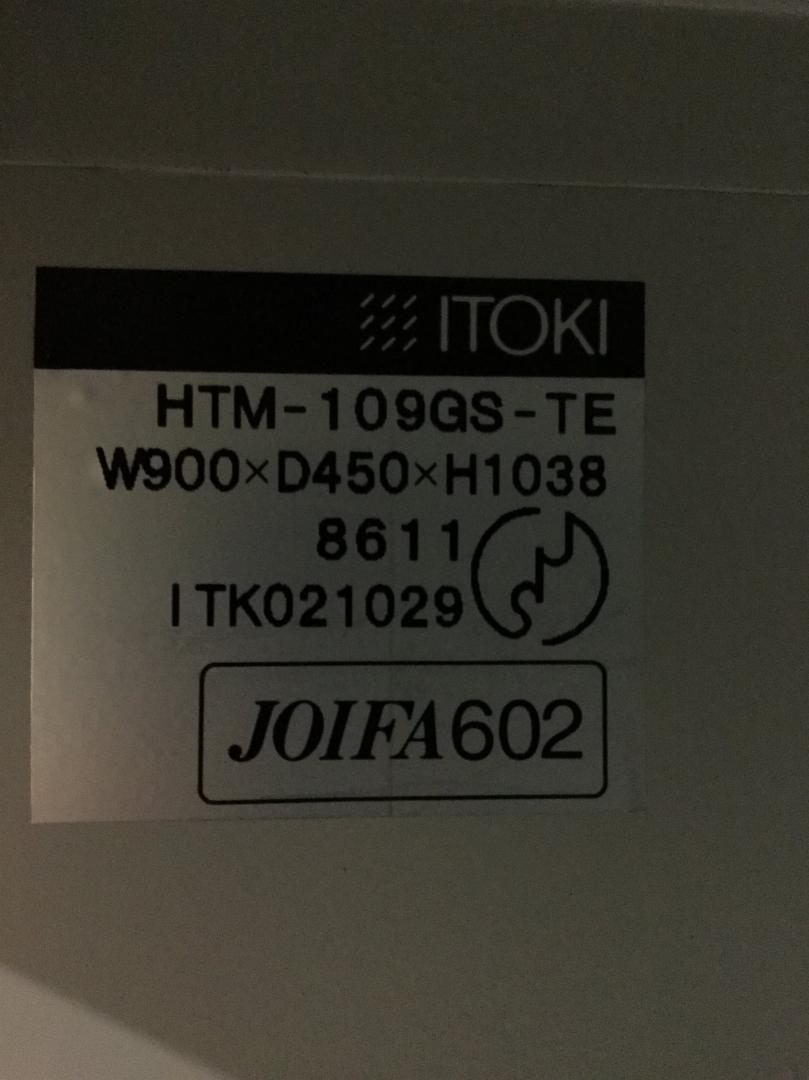 ITOKI
HTM-109GS-TE
W900×D450×H1038
8611
ITK021029
JOIFA602